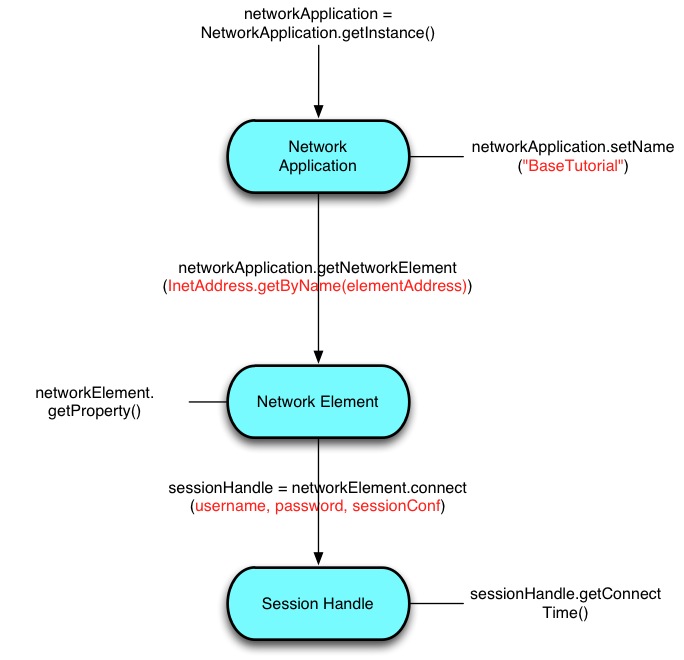 networkApplication =
NetworkApplication.getInstance()
Network
Application
networkApplication.setName
("BaseTutorial")
networkApplication.getNetworkElement
(InetAddress.getByName(elementAddress))
networkElement.
getProperty()
Network Element
sessionHandle = networkElement.connect
(username, password, sessionConf)
Session Handle
sessionHandle.getConnect
Time()